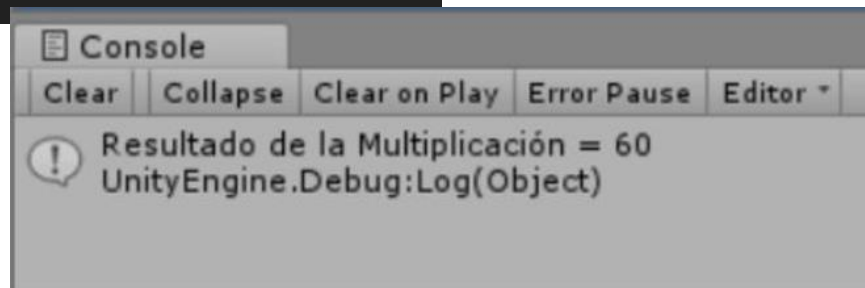 Console
Clear Collapse Clear on Play Error Pause Editor
Resultado de la Multiplicación = 60
UnityEngine.Debug:Log(Object)